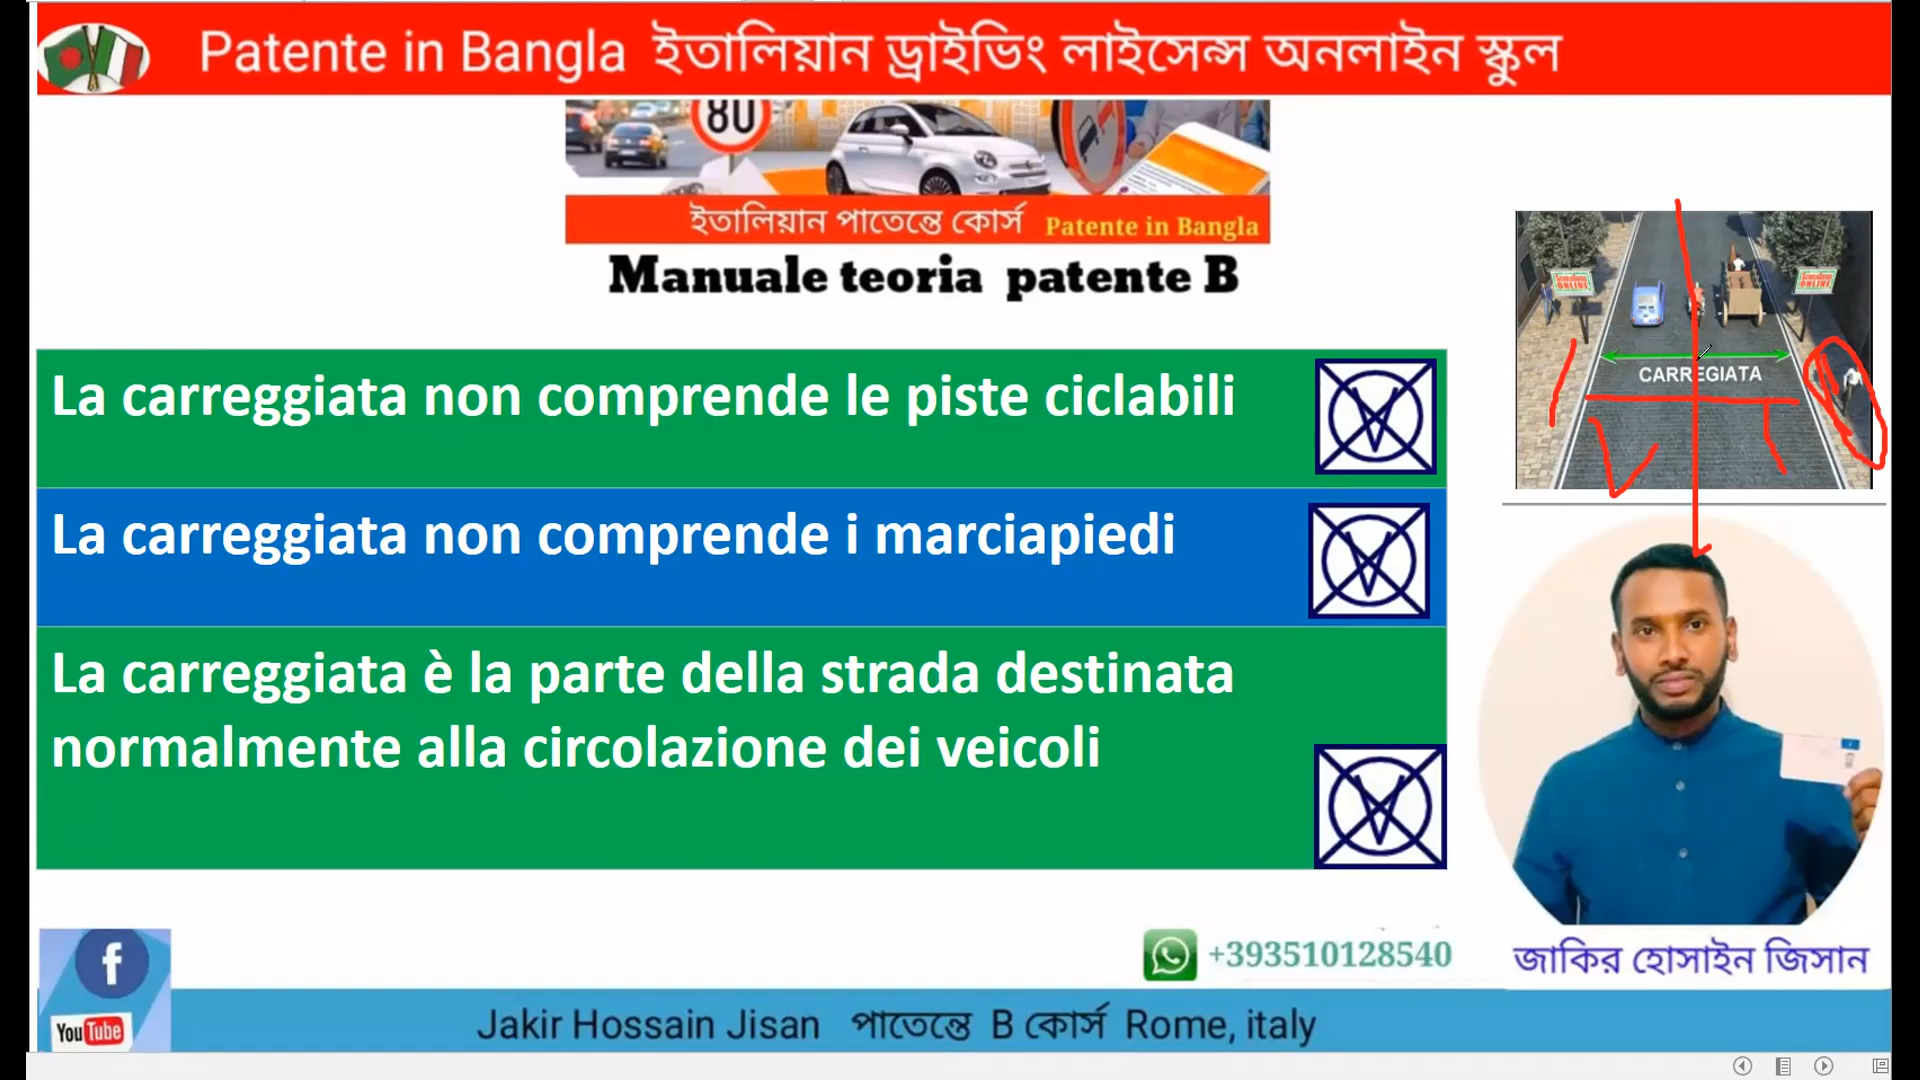 Patente in Bangla ইতালিয়ান ড্রাইভিং লাইসেন্স অনলাইন স্কুল
80
ইতালিয়ান পাতেন্তে কোর্স Patente in Bangla
Manuale teoria patente B
La carreggiata non comprende le piste ciclabili
V
La carreggiata non comprende i marciapiedi
V
La carreggiata è la parte della strada destinata
normalmente alla circolazione dei veicoli
V
CARREGIATA
+393510128540
জাকির হোসাইন জিসান
f
YouTube
Jakir Hossain Jisan পাতেন্তে B কোর্স Rome, italy